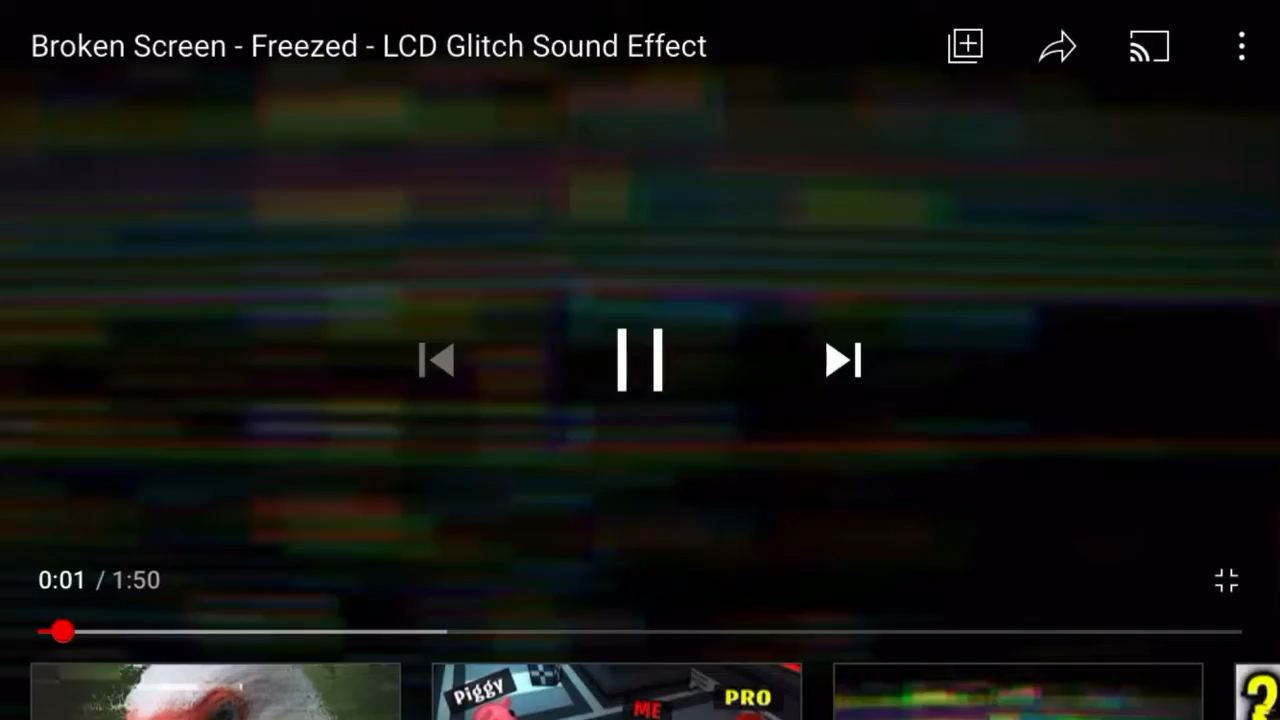 Broken Screen - Freezed - LCD Glitch Sound Effect
0:01 / 1:50
Piggy
ME
PRO
?